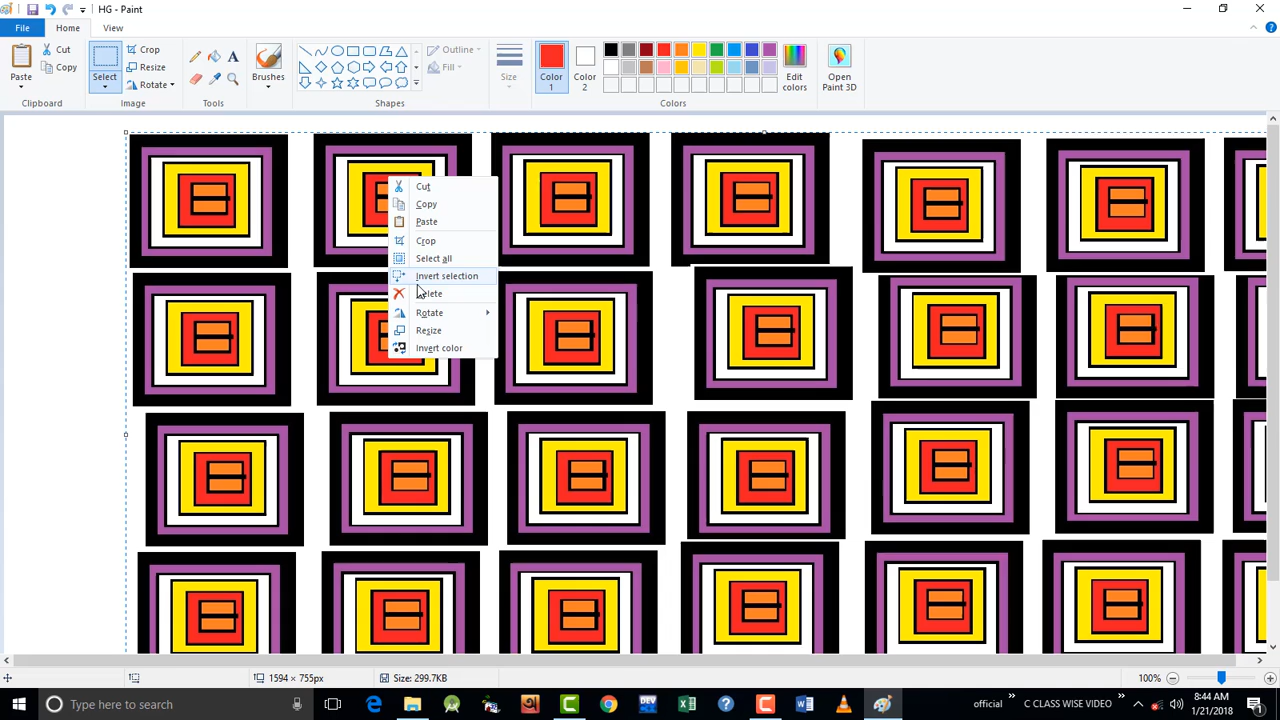 HG - Paint
File Home View
Paste Cut Copy Clipboard
Select Crop Resize Rotate Image
Tools
Brushes
Outline Fill Shapes
Size
Color 1 Color 2 Edit colors Colors
Open Paint 3D
Cut
Copy
Paste
Crop
Select all
Invert selection
Delete
Rotate
Resize
Invert color
1594 × 755px Size: 299.7KB 100%
Type here to search
official C CLASS WISE VIDEO
8:44 AM
1/21/2018